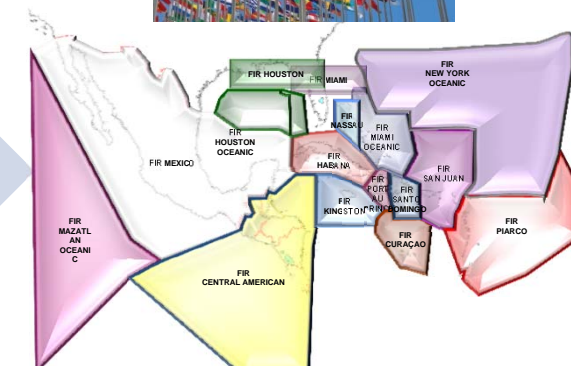 FIR HOUSTON
FIR MIAMI
FIR
NEW YORK
OCEANIC
FIR
NASSAU
FIR
MIAMI
OCEANIC
FIR
HOUSTON
OCEANIC
FIR MEXICO
FIR
HABANA
FIR
SAN JUAN
FIR
PORT
AU
PRINCE
FIR
SANTO
DOMINGO
FIR
KINGSTON
FIR
CURAÇAO
FIR
PIARCO
FIR
MAZATL
AN
OCEANI
C
FIR
CENTRAL AMERICAN